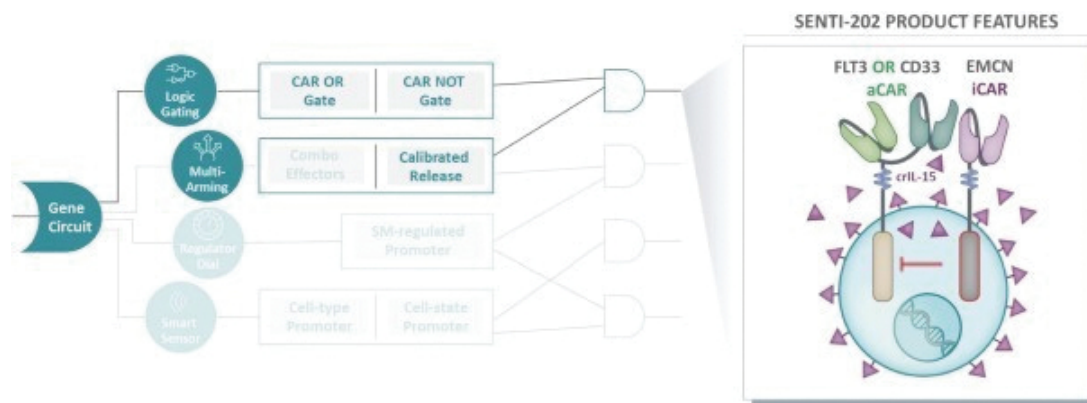 SENTI-202 PRODUCT FEATURES
Logic
Gating
CAR OR
Gate
CAR NOT
Gate
Multi-
Arming
Combo
Effectors
Calibrated
Release
Gene
Circuit
Regulator
Dial
SM-regulated
Promoter
Smart
Sensor
Cell-type
Promoter
Cell-state
Promoter
FLT3 OR CD33
aCAR
EMCN
iCAR
crIL-15